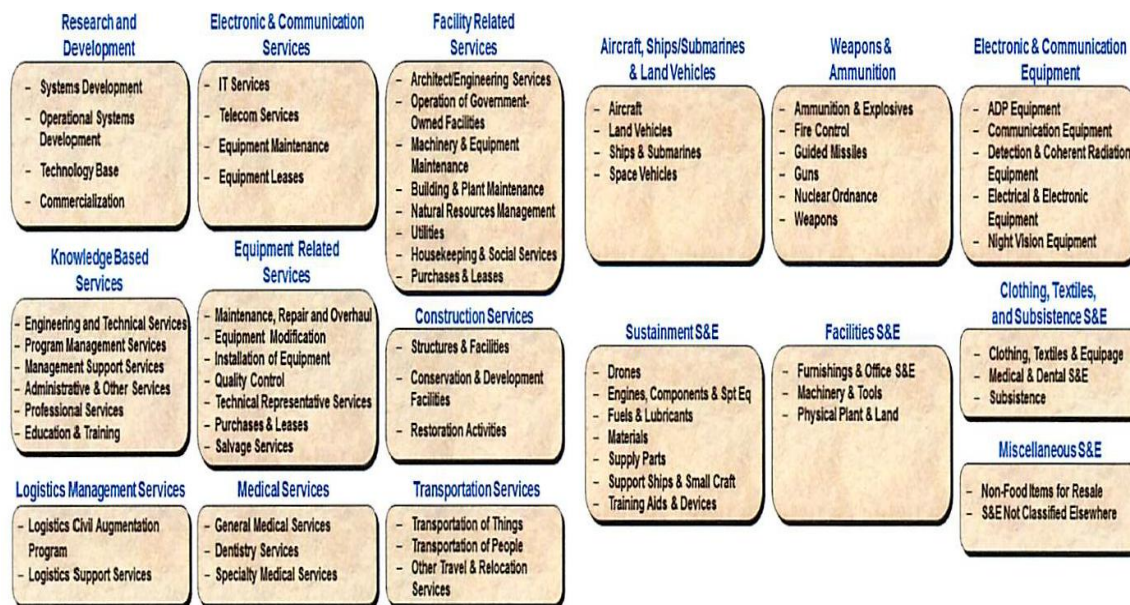 Research and
Development
– Systems Development
– Operational Systems
Development
– Technology Base
– Commercialization
Electronic & Communication
Services
– IT Services
– Telecom Services
– Equipment Maintenance
– Equipment Leases
Facility Related
Services
– Architect/Engineering Services
– Operation of Government-
Owned Facilities
– Machinery & Equipment
Maintenance
– Building & Plant Maintenance
– Natural Resources Management
– Utilities
– Housekeeping & Social Services
– Purchases & Leases
Knowledge Based
Services
– Engineering and Technical Services
– Program Management Services
– Management Support Services
– Administrative & Other Services
– Professional Services
– Education & Training
Equipment Related
Services
– Maintenance, Repair and Overhaul
– Equipment Modification
– Installation of Equipment
– Quality Control
– Technical Representative Services
– Purchases & Leases
– Salvage Services
Construction Services
– Structures & Facilities
– Conservation & Development
Facilities
– Restoration Activities
Logistics Management Services
– Logistics Civil Augmentation
Program
– Logistics Support Services
Medical Services
– General Medical Services
– Dentistry Services
– Specialty Medical Services
Transportation Services
– Transportation of Things
– Transportation of People
– Other Travel & Relocation
Services
Aircraft, Ships/Submarines
& Land Vehicles
– Aircraft
– Land Vehicles
– Ships & Submarines
– Space Vehicles
Weapons &
Ammunition
– Ammunition & Explosives
– Fire Control
– Guided Missiles
– Guns
– Nuclear Ordnance
– Weapons
Electronic & Communication
Equipment
– ADP Equipment
– Communication Equipment
– Detection & Coherent Radiation
Equipment
– Electrical & Electronic
Equipment
– Night Vision Equipment
Sustainment S&E
– Drones
– Engines, Components & Spt Eq
– Fuels & Lubricants
– Materials
– Supply Parts
– Support Ships & Small Craft
– Training Aids & Devices
Facilities S&E
– Furnishings & Office S&E
– Machinery & Tools
– Physical Plant & Land
Clothing, Textiles,
and Subsistence S&E
– Clothing, Textiles & Equipage
– Medical & Dental S&E
– Subsistence
Miscellaneous S&E
– Non-Food Items for Resale
– S&E Not Classified Elsewhere